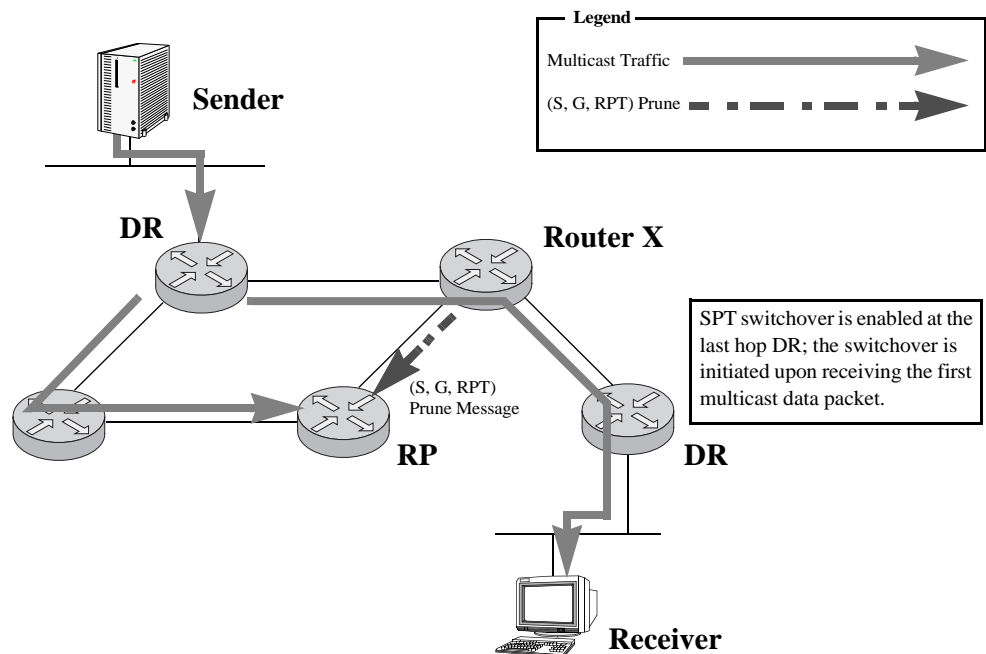 Legend
Multicast Traffic
(S, G, RPT) Prune
Sender
DR
Router X
SPT switchover is enabled at the
last hop DR; the switchover is
initiated upon receiving the first
multicast data packet.
(S, G, RPT)
Prune Message
RP
DR
Receiver